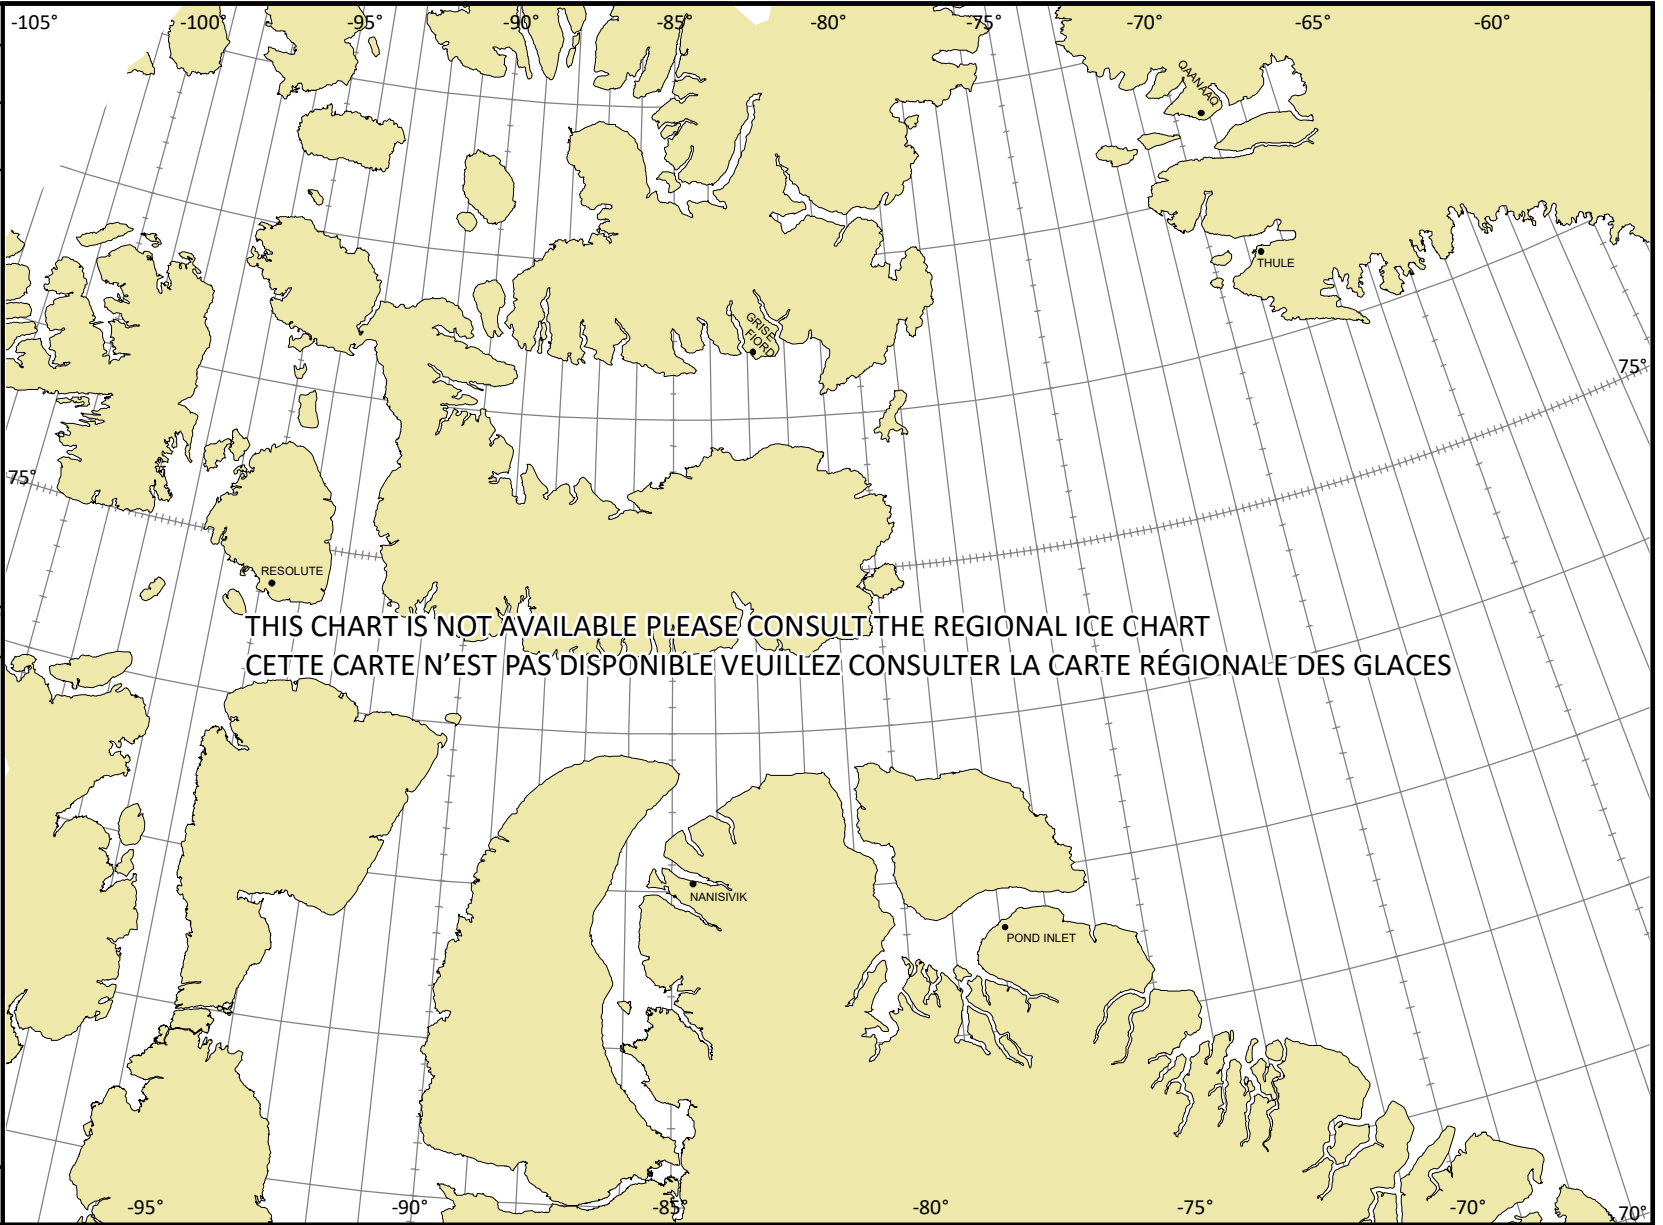 -105° -100° -95° -90° -85° -80° -75° -70° -65° -60°
QAANAAQ
THULE
GRISE
FIORD
75°
75°
RESOLUTE
THIS CHART IS NOT AVAILABLE PLEASE CONSULT THE REGIONAL ICE CHART
CETTE CARTE N'EST PAS DISPONIBLE VEUILLEZ CONSULTER LA CARTE RÉGIONALE DES GLACES
NANISIVIK
POND INLET
-95° -90° -85° -80° -75° -70° 70°